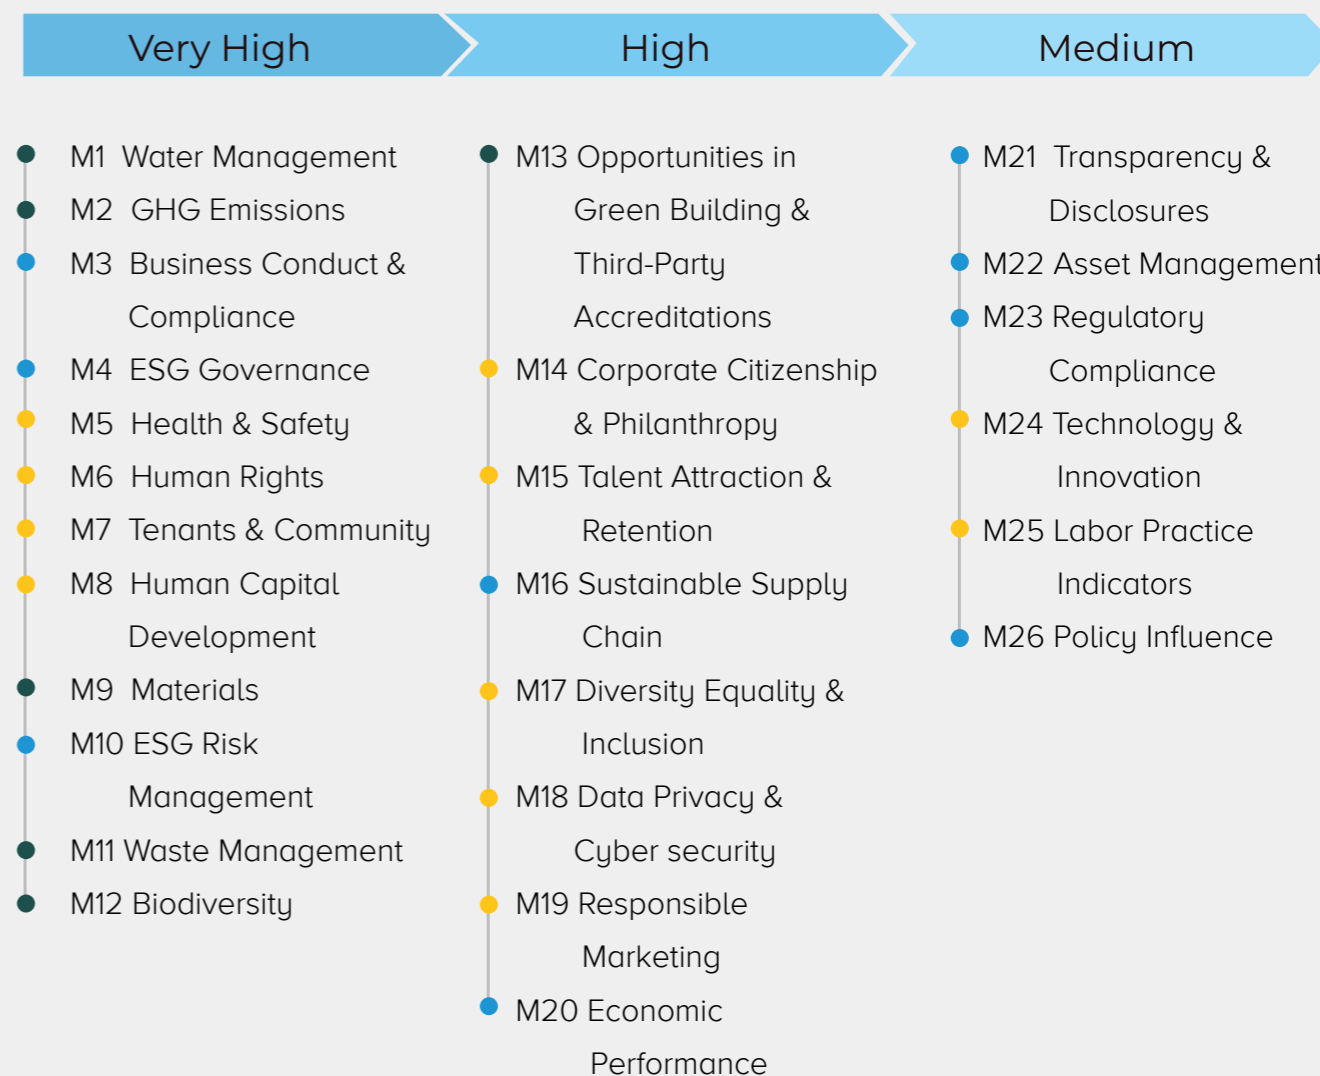 Very High
High
Medium
M1 Water Management
M2 GHG Emissions
M3 Business Conduct &
Compliance
M4 ESG Governance
M5 Health & Safety
M6 Human Rights
M7 Tenants & Community
M8 Human Capital
Development
M9 Materials
M10 ESG Risk
Management
M11 Waste Management
M12 Biodiversity
M13 Opportunities in
Green Building &
Third-Party
Accreditations
M14 Corporate Citizenship
& Philanthropy
M15 Talent Attraction &
Retention
M16 Sustainable Supply
Chain
M17 Diversity Equality &
Inclusion
M18 Data Privacy &
Cyber security
M19 Responsible
Marketing
M20 Economic
Performance
M21 Transparency &
Disclosures
M22 Asset Management
M23 Regulatory
Compliance
M24 Technology &
Innovation
M25 Labor Practice
Indicators
M26 Policy Influence